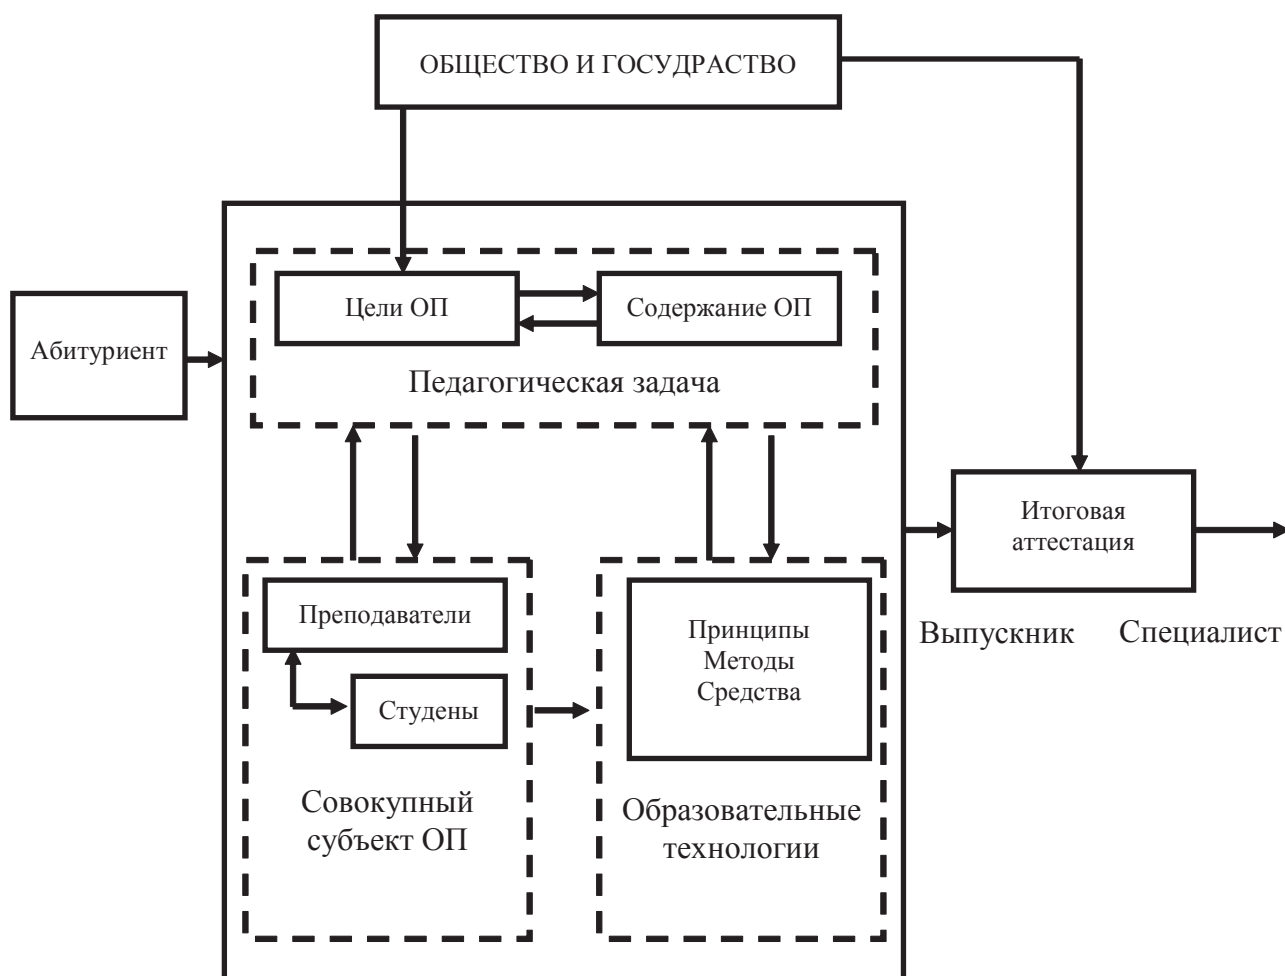 ОБЩЕСТВО И ГОСУДРАСТВО
Цели ОП
Содержание ОП
Абитуриент
Педагогическая задача
Итоговая
аттестация
Преподаватели
Принципы
Методы
Средства
Выпускник
Специалист
Студены
Совокупный
субъект ОП
Образовательные
технологии